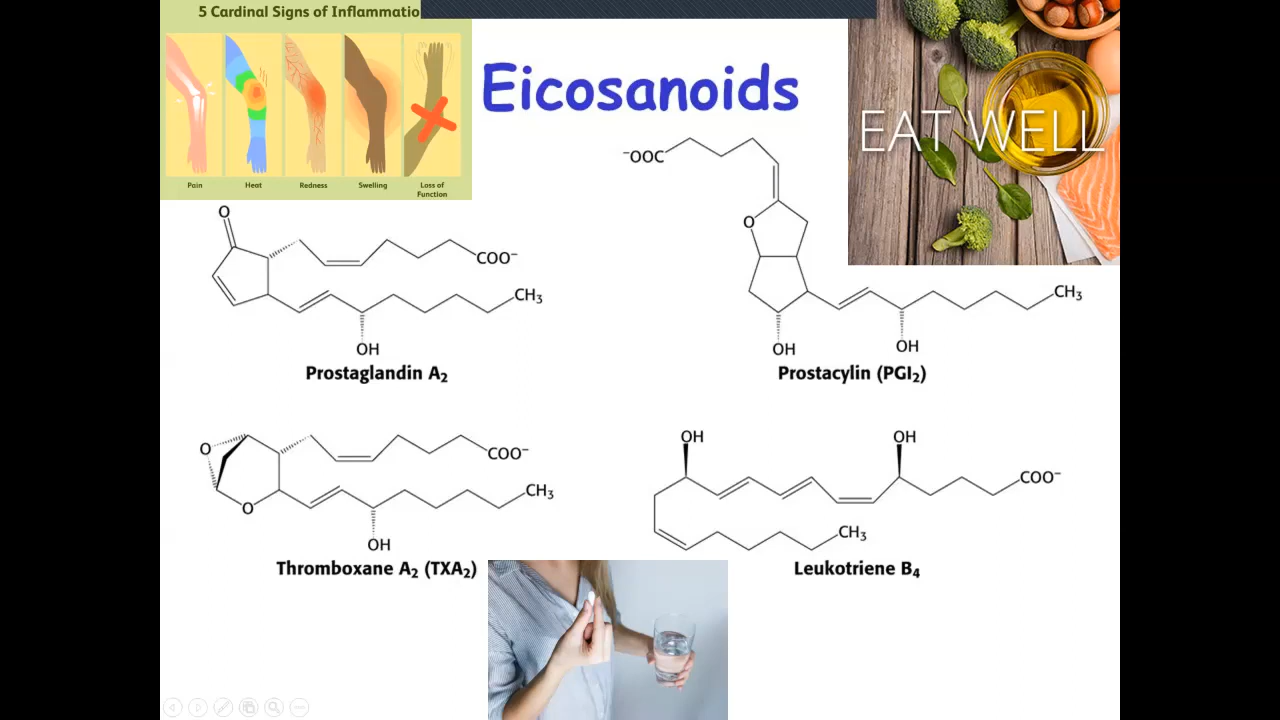 5 Cardinal Signs of Inflammatio
Pain
Heat
Redness
Swelling
Loss of
Function
Eicosanoids
EAT WELL
⁻OOC
O
CH₃
OH
OH
Prostacylin (PGI₂)
O
COO⁻
CH₃
OH
Prostaglandin A₂
O
O
COO⁻
CH₃
OH
Thromboxane A₂ (TXA₂)
OH
OH
COO⁻
CH₃
Leukotriene B₄